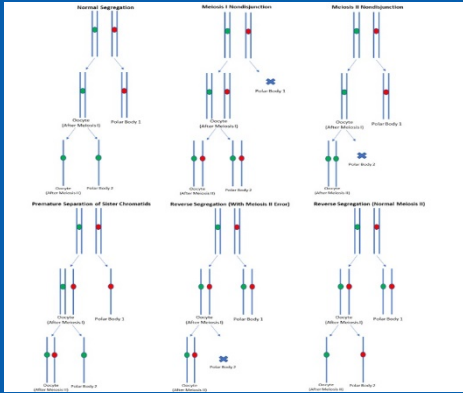 Normal Segregation
Oocyte
(After Meiosis I)
Polar Body 1
Oocyte
(After Meiosis II)
Polar Body 2
Meiosis I Nondisjunction
Polar Body 1
Oocyte
(After Meiosis I)
Oocyte
(After Meiosis II)
Polar Body 2
Meiosis II Nondisjunction
Oocyte
(After Meiosis I)
Polar Body 1
Polar Body 2
Oocyte
(After Meiosis II)
Premature Separation of Sister Chromatids
Oocyte
(After Meiosis I)
Polar Body 1
Oocyte
(After Meiosis II)
Polar Body 2
Reverse Segregation (With Meiosis II Error)
Oocyte
(After Meiosis I)
Polar Body 1
Polar Body 2
Oocyte
(After Meiosis II)
Reverse Segregation (Normal Meiosis II)
Oocyte
(After Meiosis I)
Polar Body 1
Oocyte
(After Meiosis II)
Polar Body 2